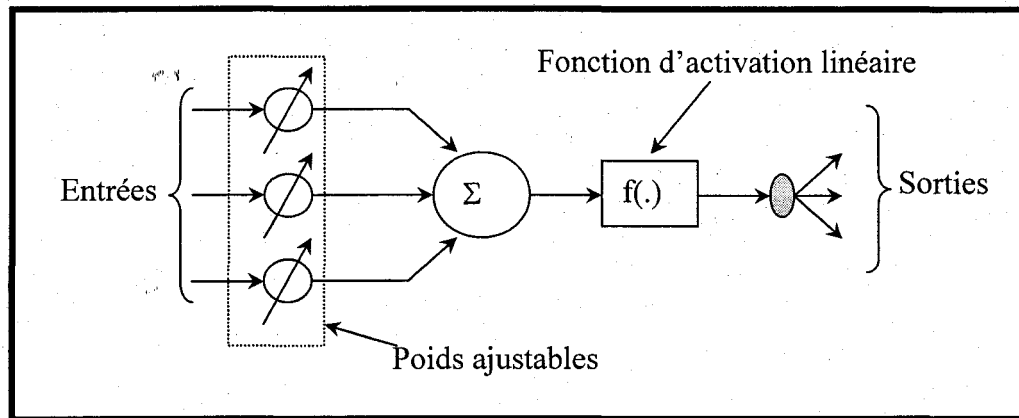 Fonction d'activation linéaire
Entrées
Σ
f(.)
Sorties
Poids ajustables